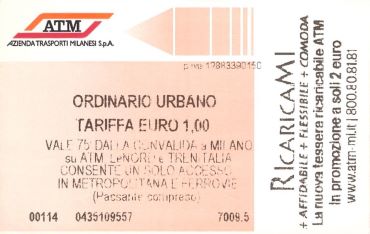 ATM
AZIENDA TRASPORTI MILANESI S.p.A.
p.iva 12883390150
ORDINARIO URBANO
TARIFFA EURO 1,00
VALE 75' DALLA CONVALIDA a MILANO
su ATM, LeNORD e TRENITALIA
CONSENTE UN SOLO ACCESSO
IN METROPOLITANA E FERROVIE
(Passante compreso)
00114 0435109557 7009.5
RICARICAMI
+ AFFIDABILE + FLESSIBILE + COMODA
La nuova tessera ricaricabile ATM
In promozione a soli 2 euro
www.atm-mi.it | 800.80.81.81